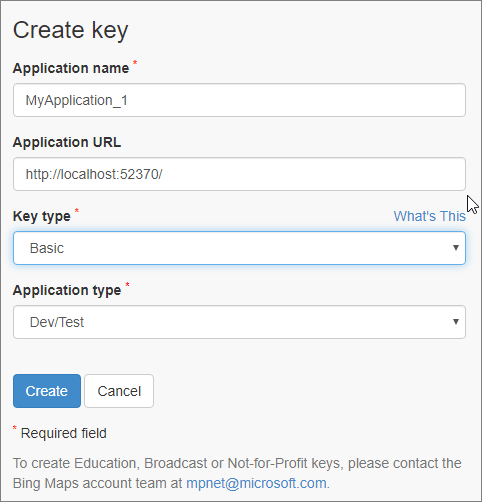 Create key
Application name *
MyApplication_1
Application URL
http://localhost:52370/
Key type * What's This
Basic
Application type *
Dev/Test
Create Cancel
* Required field
To create Education, Broadcast or Not-for-Profit keys, please contact the
Bing Maps account team at mpnet@microsoft.com.